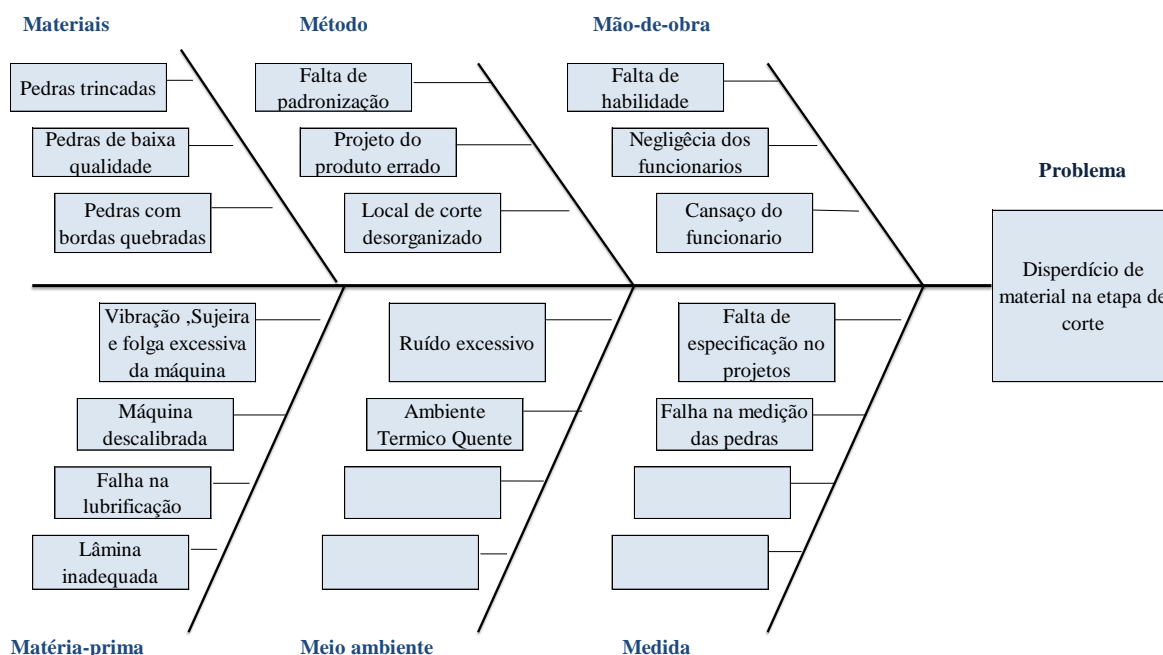 Materiais
Método
Mão-de-obra
Pedras trincadas
Falta de
padronização
Falta de
habilidade
Pedras de baixa
qualidade
Projeto do
produto errado
Negligêcia dos
funcionarios
Pedras com
bordas quebradas
Local de corte
desorganizado
Cansaço do
funcionario
Problema
Disperdício de
material na etapa de
corte
Vibração ,Sujeira
e folga excessiva
da máquina
Ruído excessivo
Falta de
especificação no
projetos
Máquina
descalibrada
Ambiente
Termico Quente
Falha na medição
das pedras
Falha na
lubrificação
Lâmina
inadequada
Matéria-prima
Meio ambiente
Medida